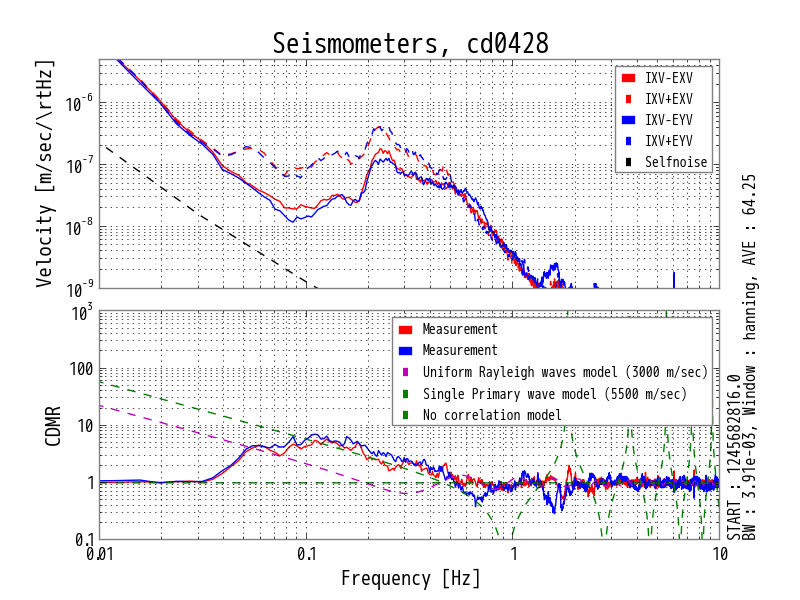 Seismometers, cd0428
Velocity [m/sec/\rtHz]
10^-6
10^-7
10^-8
10^-9
IXV-EXV
IXV+EXV
IXV-EYV
IXV+EYV
Selfnoise
CDMR
10^3
100
10
1
0.1
Measurement
Measurement
Uniform Rayleigh waves model (3000 m/sec)
Single Primary wave model (5500 m/sec)
No correlation model
0.01
0.1
1
10
Frequency [Hz]
START : 1245682816.0
BW : 3.91e-03, Window : hanning, AVE : 64.25